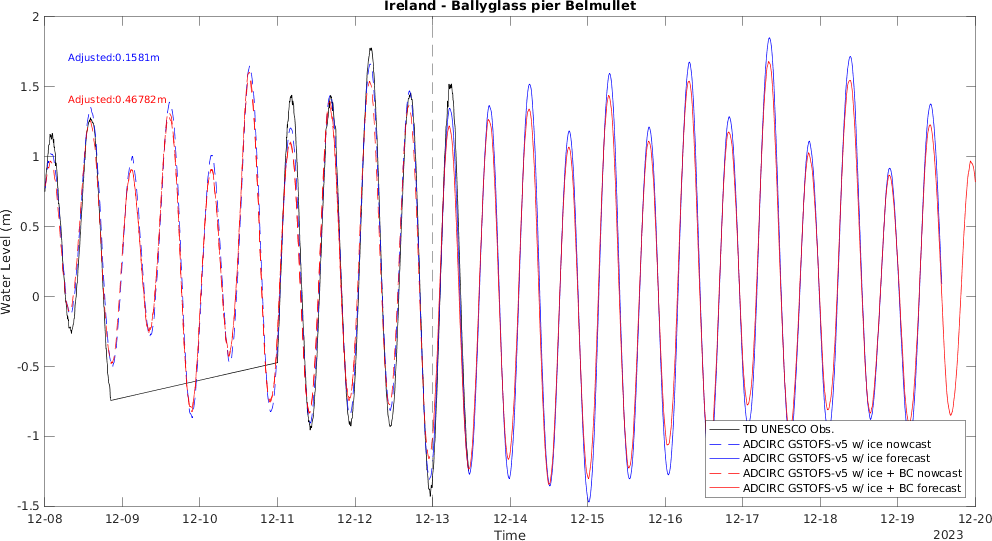 Ireland - Ballyglass pier Belmullet
2
1.5
1
0.5
0
-0.5
-1
-1.5
Water Level (m)
Adjusted:0.1581m
Adjusted:0.46782m
TD UNESCO Obs.
ADCIRC GSTOFS-v5 w/ ice nowcast
ADCIRC GSTOFS-v5 w/ ice forecast
ADCIRC GSTOFS-v5 w/ ice + BC nowcast
ADCIRC GSTOFS-v5 w/ ice + BC forecast
12-08 12-09 12-10 12-11 12-12 12-13 12-14 12-15 12-16 12-17 12-18 12-19 12-20
Time
2023